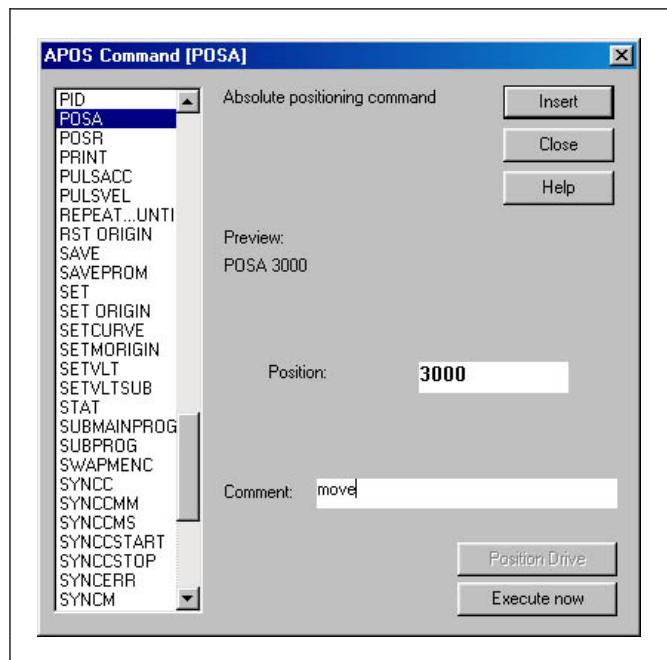 APOS Command [POSA]
PID
POSA
POSR
PRINT
PULSACC
PULSVEL
REPEAT...UNTI
RST ORIGIN
SAVE
SAVEPROM
SET
SET ORIGIN
SETCURVE
SETMORIGIN
SETVLT
SETVLTSUB
STAT
SUBMAINPROG
SUBPROG
SWAPMENC
SYNCC
SYNCCMM
SYNCCMS
SYNCCSTART
SYNCCSTOP
SYNCERR
SYNCM
Absolute positioning command
Insert
Close
Help
Preview:
POSA 3000
Position: 3000
Comment: move
Position Drive
Execute now